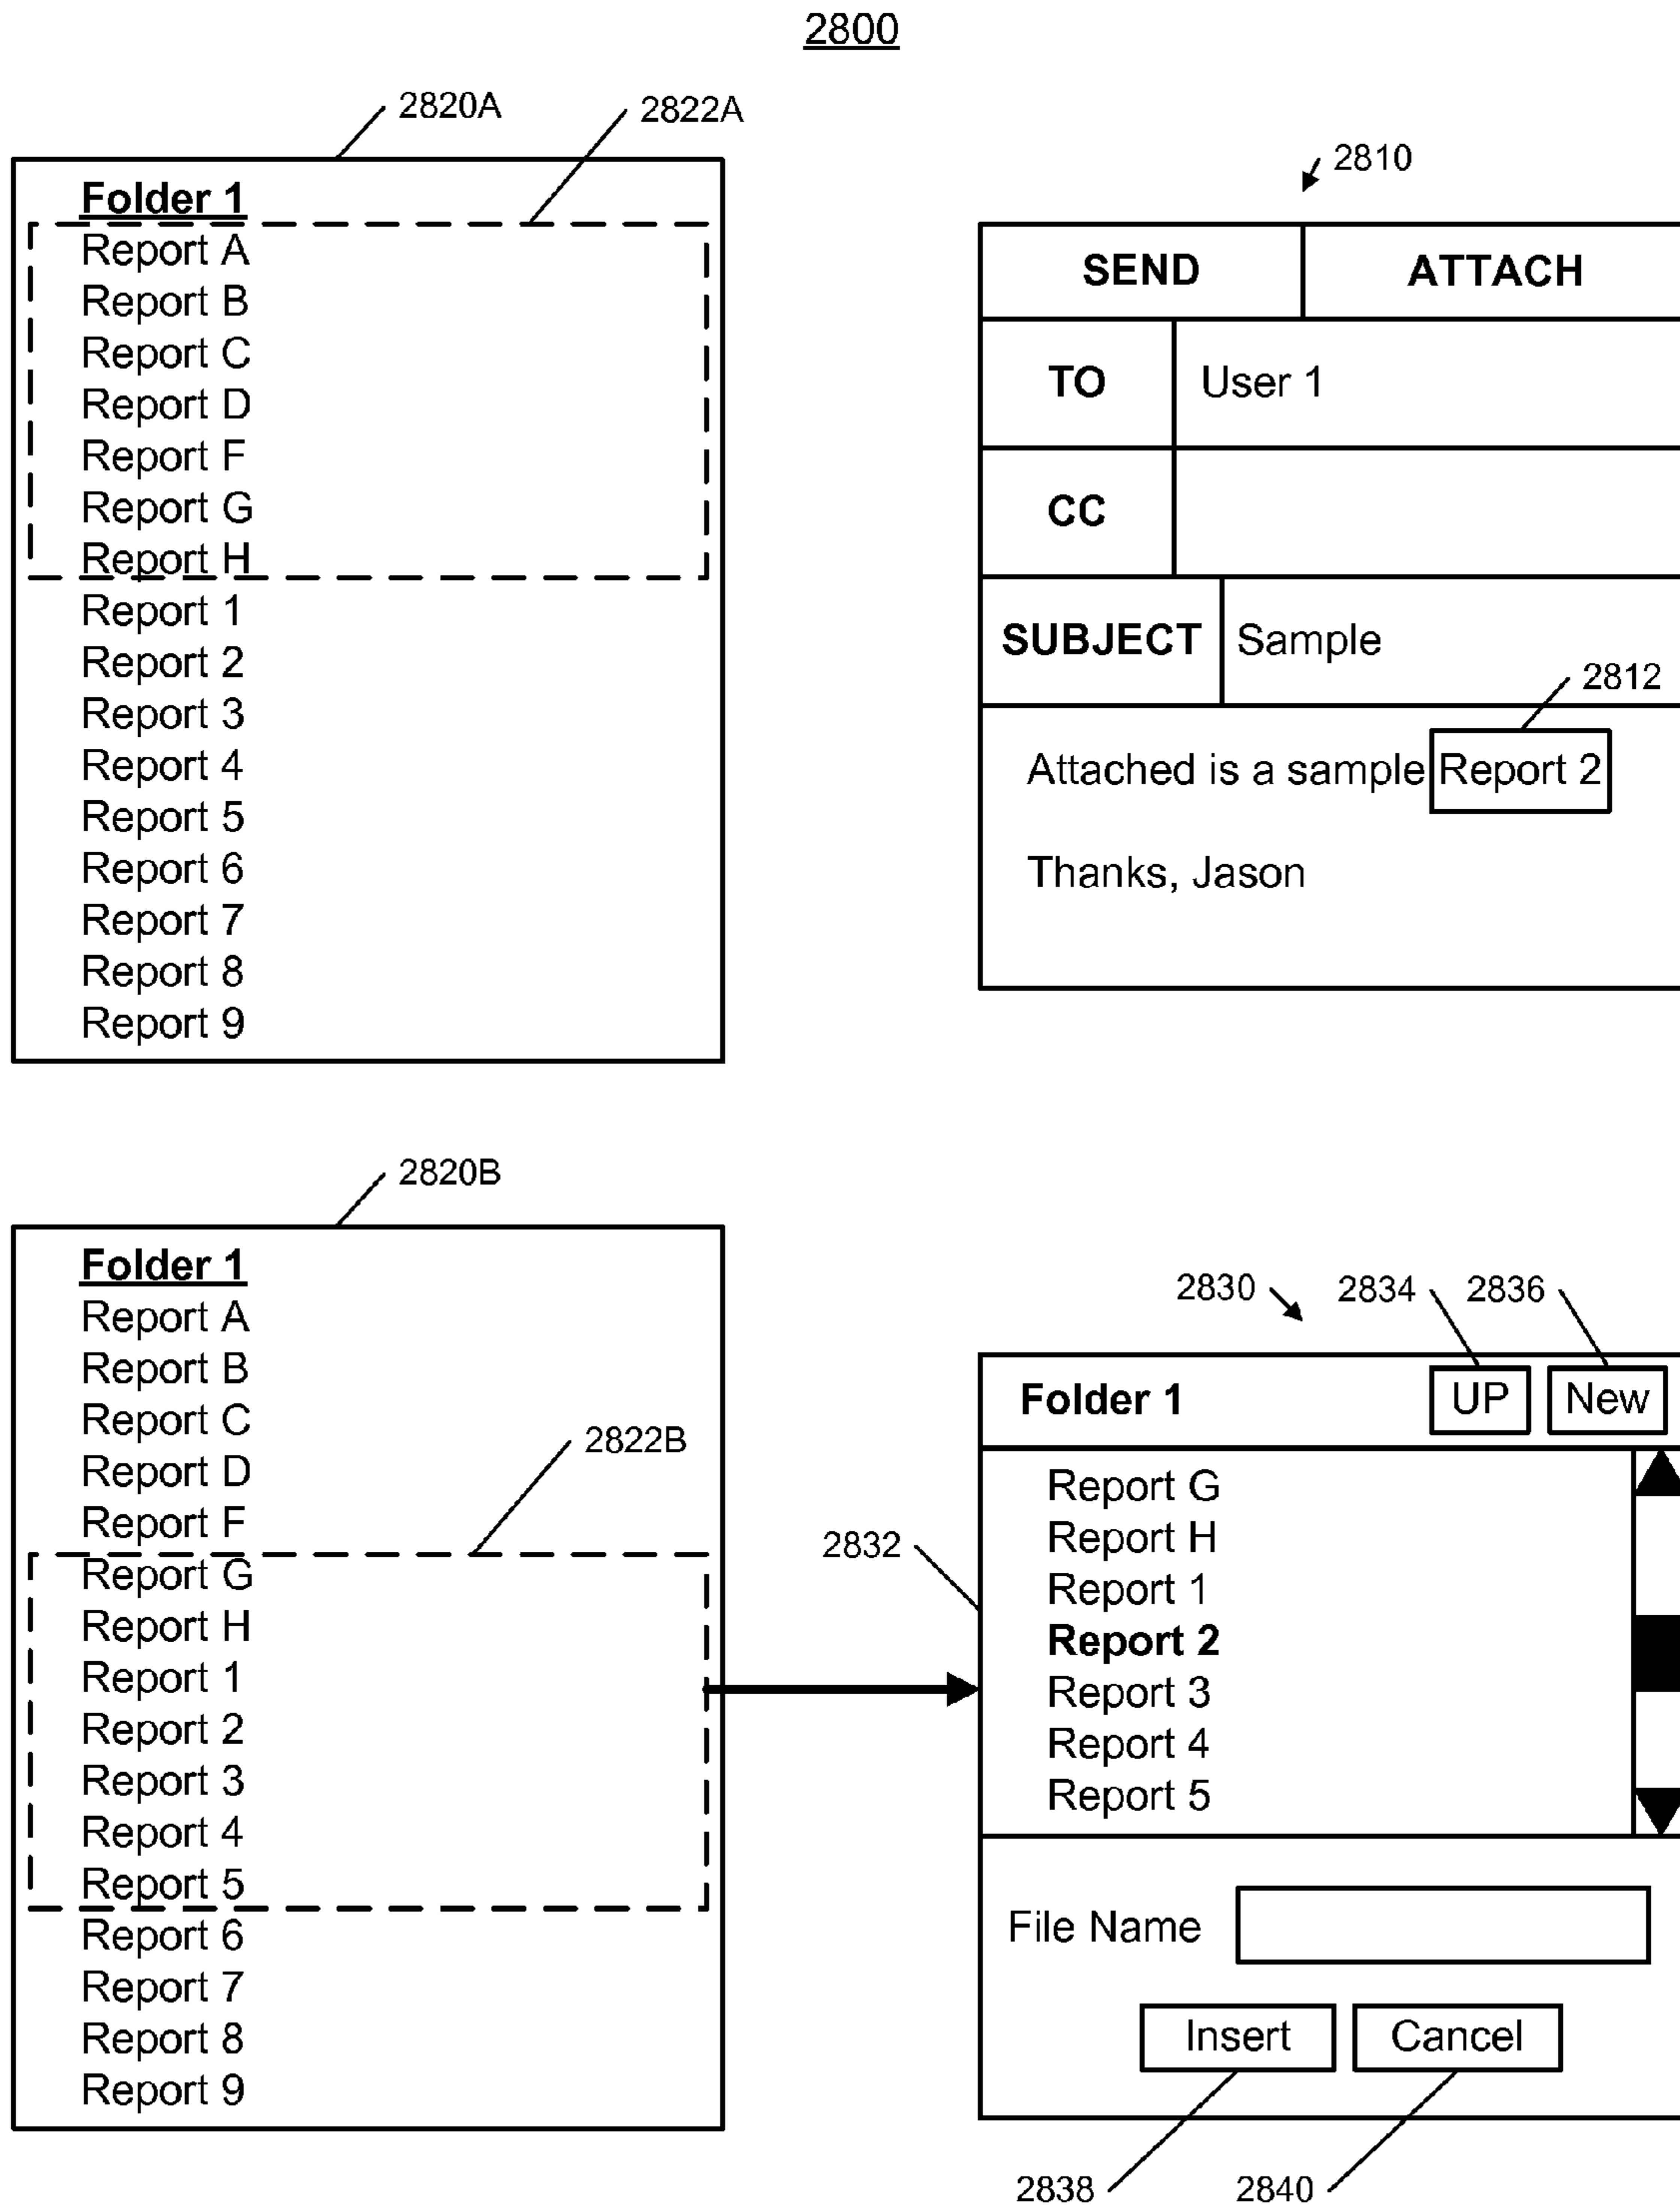 2800
2820A
2822A
Folder 1
Report A
Report B
Report C
Report D
Report F
Report G
Report H
Report 1
Report 2
Report 3
Report 4
Report 5
Report 6
Report 7
Report 8
Report 9
2810
SEND
ATTACH
TO
User 1
CC
SUBJECT
Sample
2812
Attached is a sample Report 2
Thanks, Jason
2820B
Folder 1
Report A
Report B
Report C
Report D
Report F
2822B
Report G
Report H
Report 1
Report 2
Report 3
Report 4
Report 5
Report 6
Report 7
Report 8
Report 9
2830
2834
2836
Folder 1
UP
New
2832
Report G
Report H
Report 1
Report 2
Report 3
Report 4
Report 5
File Name
Insert
Cancel
2838
2840